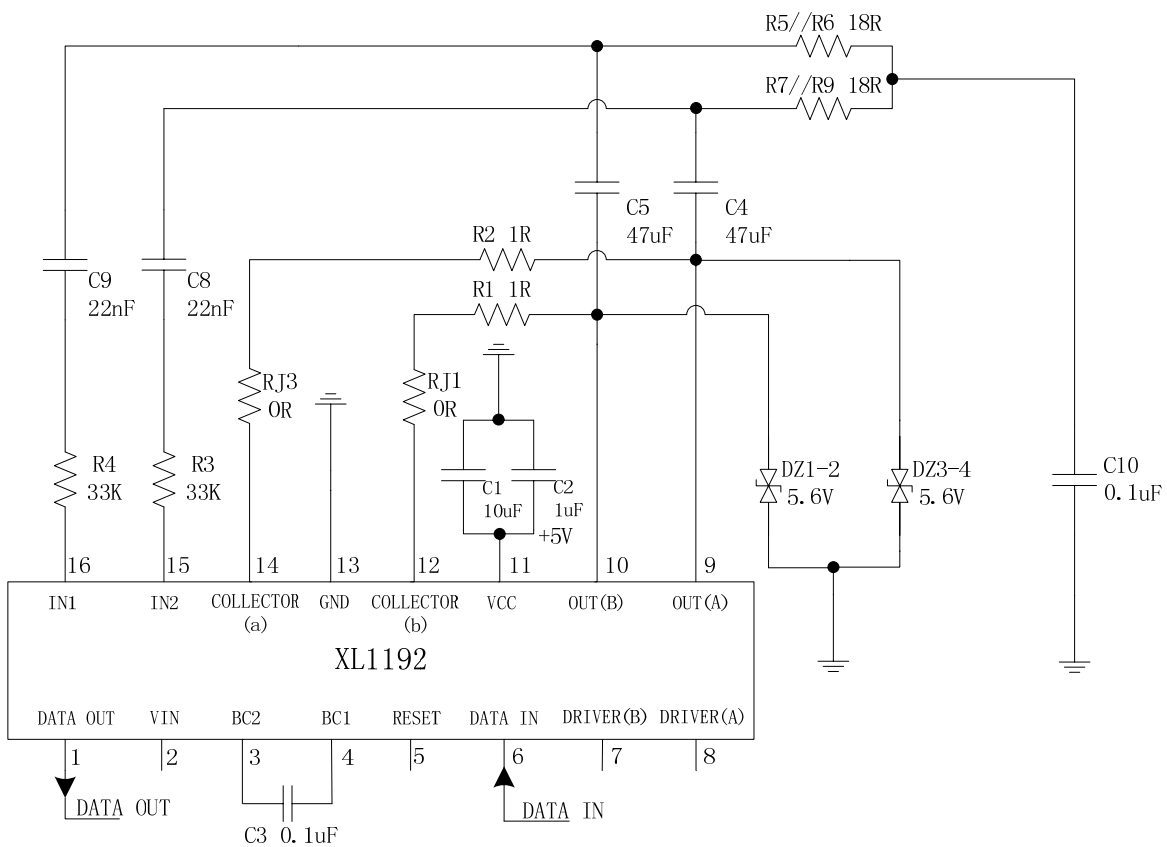 R5//R6 18R
R7//R9 18R
C5
47uF
C4
47uF
R2 1R
C9
22nF
C8
22nF
R1 1R
RJ3
0R
RJ1
0R
R4
33K
R3
33K
C1
10uF
C2
1uF
+5V
DZ1-2
5.6V
DZ3-4
5.6V
C10
0.1uF
16 15 14 13 12 11 10 9
IN1 IN2 COLLECTOR (a) GND COLLECTOR (b) VCC OUT(B) OUT(A)
XL1192
DATA OUT VIN BC2 BC1 RESET DATA IN DRIVER(B) DRIVER(A)
1 2 3 4 5 6 7 8
DATA OUT
DATA IN
C3 0.1uF